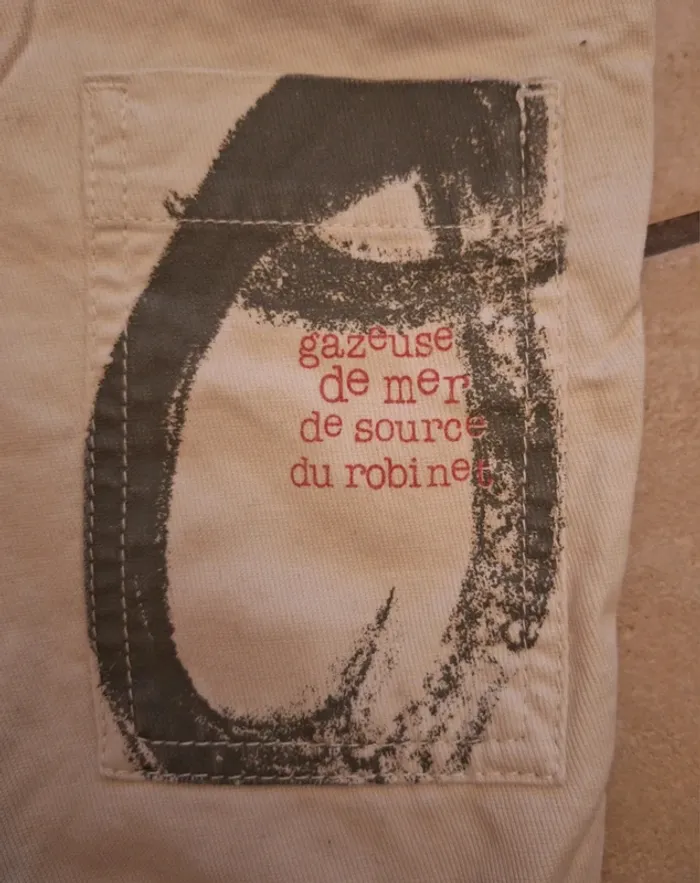 gazeuse
de mer
de source
du robinet